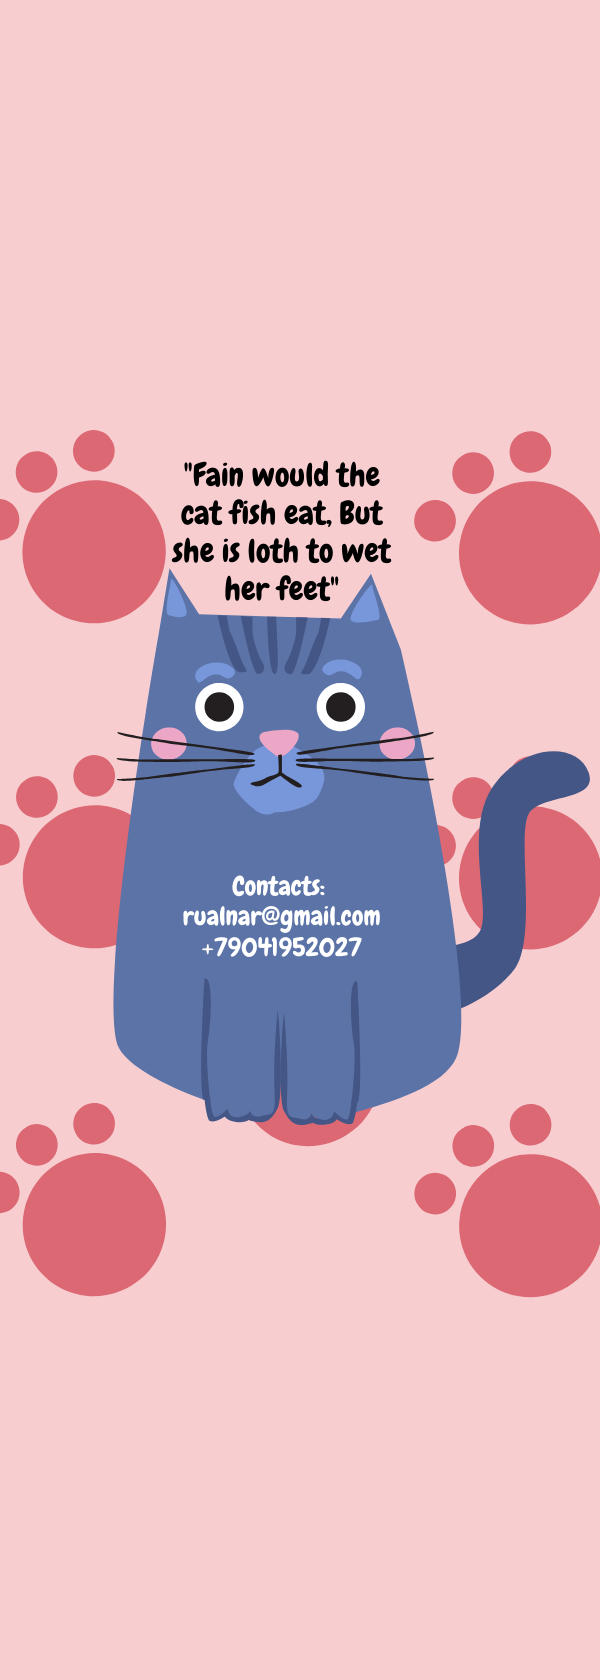 "Fain would the
cat fish eat, But
she is loth to wet
her feet"
Contacts:
rualnar@gmail.com
+79041952027